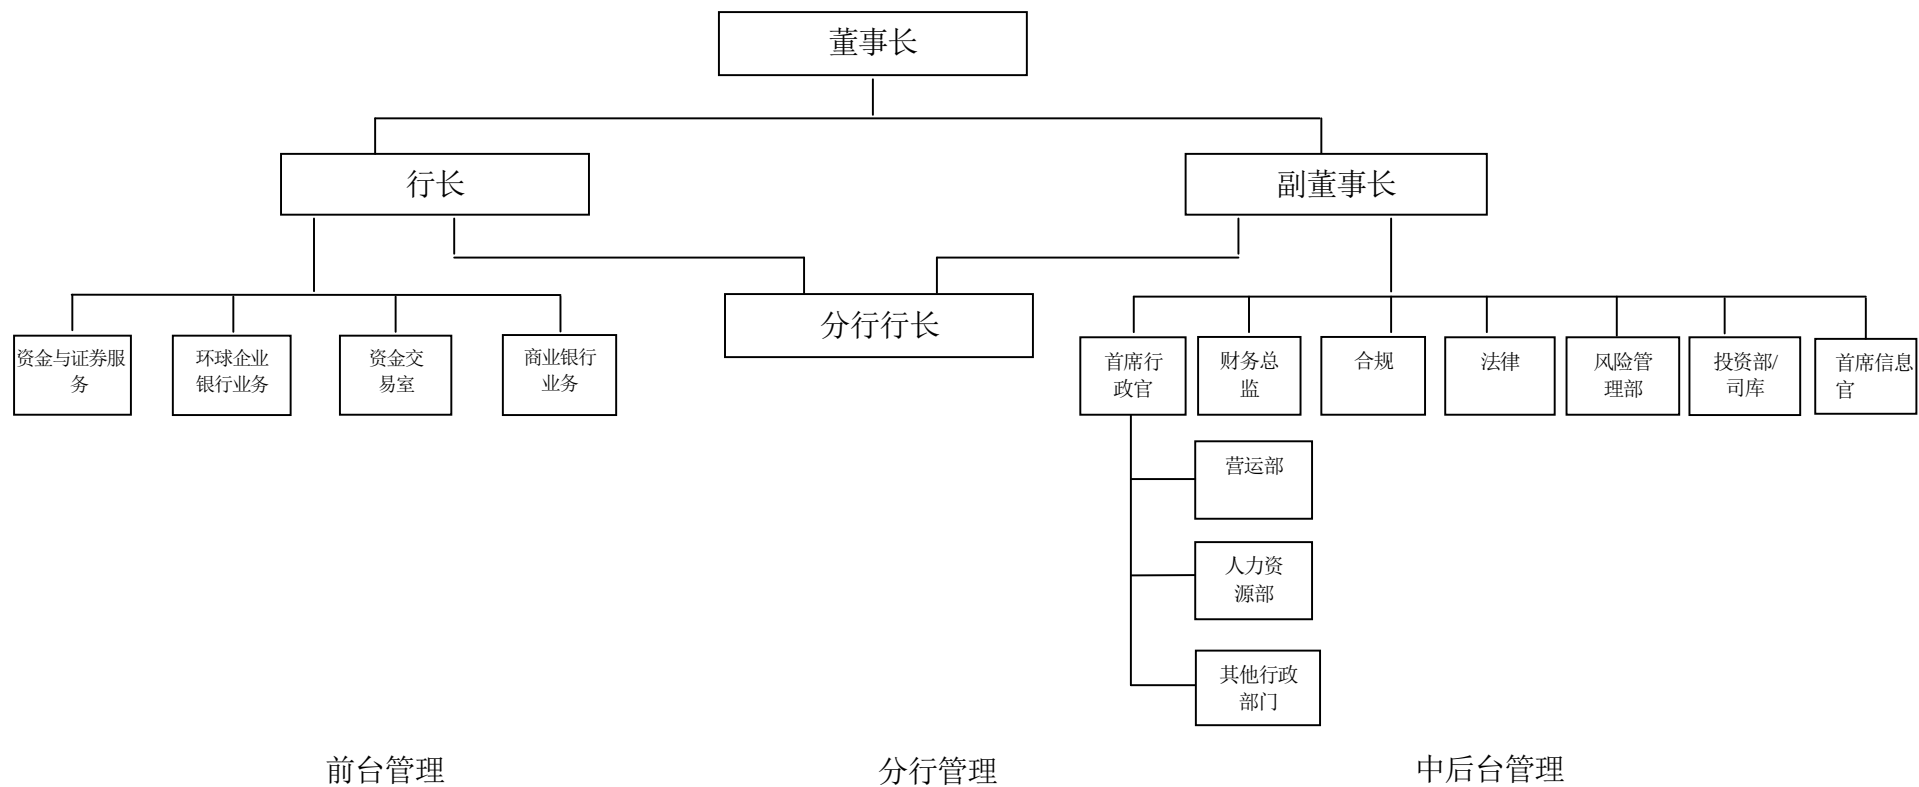 董事长
行长
副董事长
分行行长
资金与证券服
务
环球企业
银行业务
资金交
易室
商业银行
业务
首席行
政官
财务总
监
合规
法律
风险管
理部
投资部/
司库
首席信息
官
营运部
人力资
源部
其他行政
部门
前台管理
分行管理
中后台管理